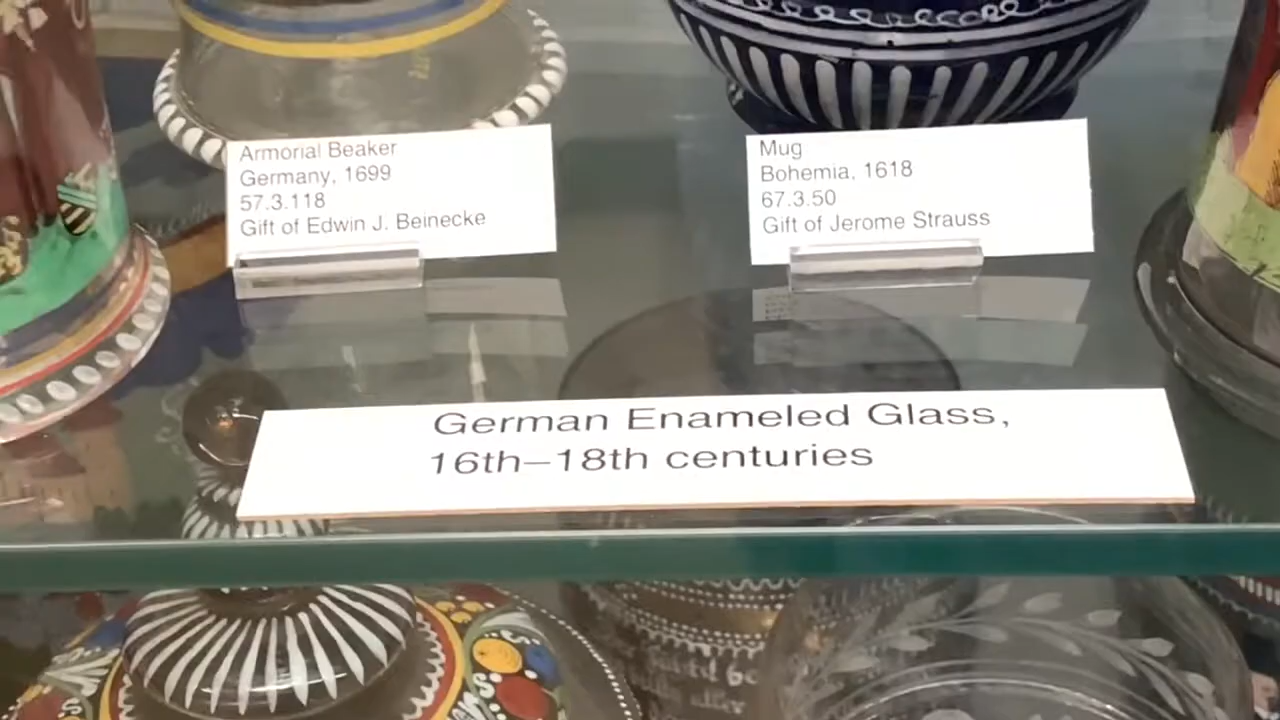 Armorial Beaker
Germany, 1699
57.3.118
Gift of Edwin J. Beinecke
Mug
Bohemia, 1618
67.3.50
Gift of Jerome Strauss
German Enameled Glass,
16th–18th centuries